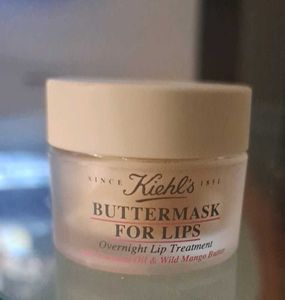 SINCE Kiehl's 1851
BUTTERMASK
FOR LIPS
Overnight Lip Treatment
Oil & Wild Mango Butter